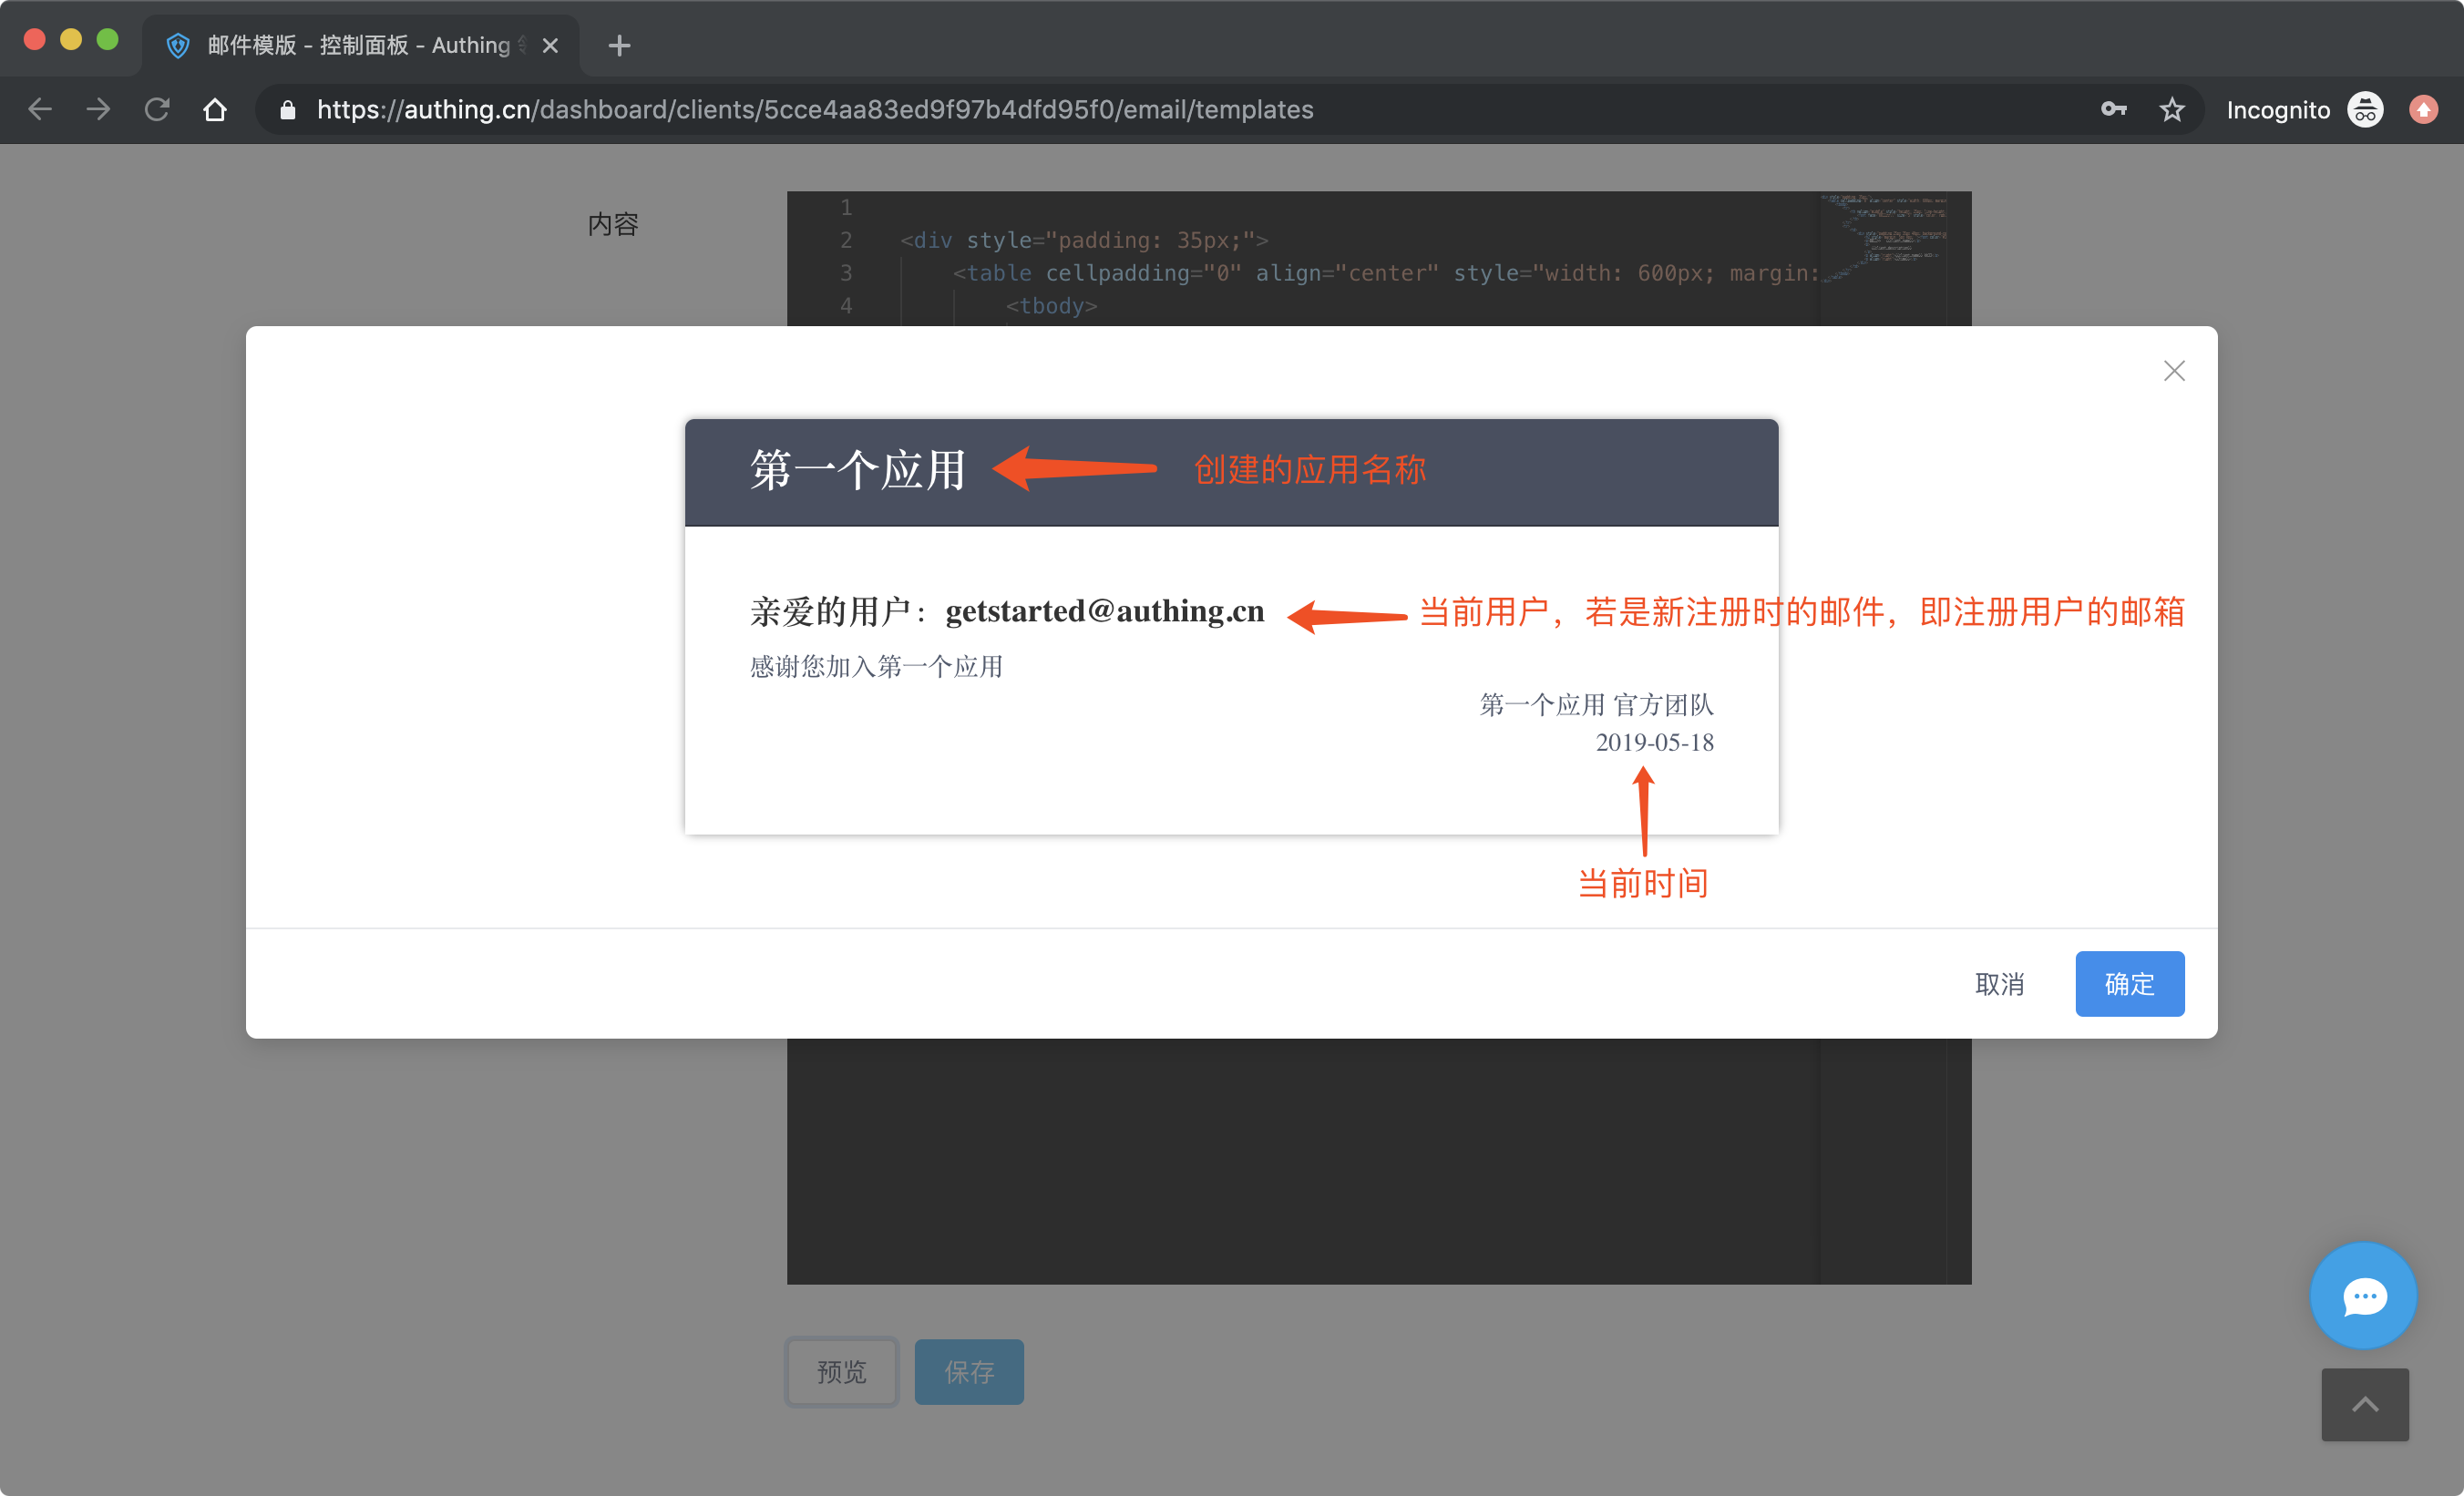 邮件模版 - 控制面板 - Authing
https://authing.cn/dashboard/clients/5cce4aa83ed9f97b4dfd95f0/email/templates
Incognito
内容
1
2 <div style="padding: 35px;">
3 <table cellpadding="0" align="center" style="width: 600px; margin:
4 <tbody>
第一个应用
创建的应用名称
亲爱的用户：getstarted@authing.cn
当前用户，若是新注册时的邮件，即注册用户的邮箱
感谢您加入第一个应用
第一个应用 官方团队
2019-05-18
当前时间
取消
确定
预览
保存